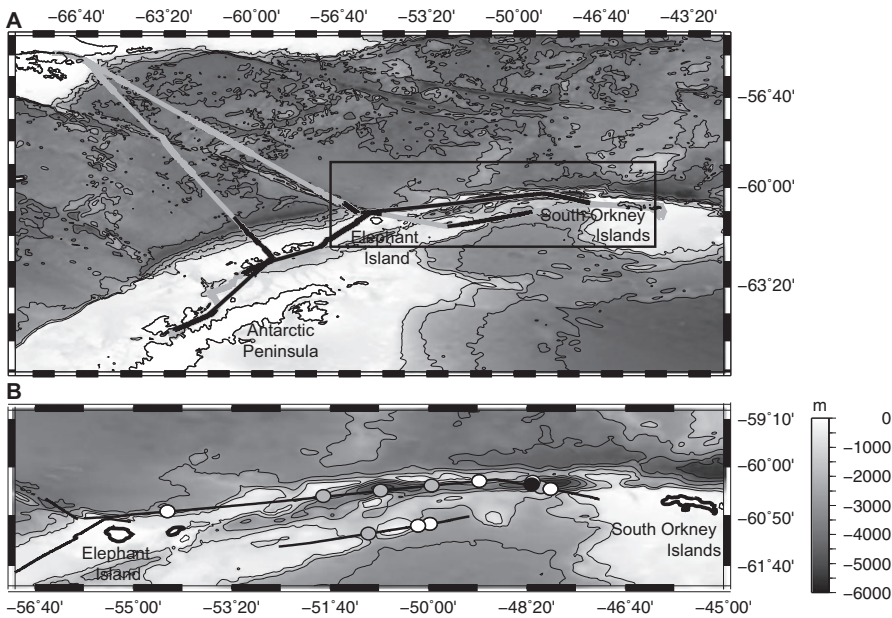 A
−66°40' −63°20' −60°00' −56°40' −53°20' −50°00' −46°40' −43°20'
−56°40'
−60°00'
−63°20'
South Orkney
Islands
Elephant
Island
Antarctic
Peninsula
B
m
0
−1000
−2000
−3000
−4000
−5000
−6000
−59°10'
−60°00'
−60°50'
−61°40'
South Orkney
Islands
Elephant
Island
−56°40' −55°00' −53°20' −51°40' −50°00' −48°20' −46°40' −45°00'